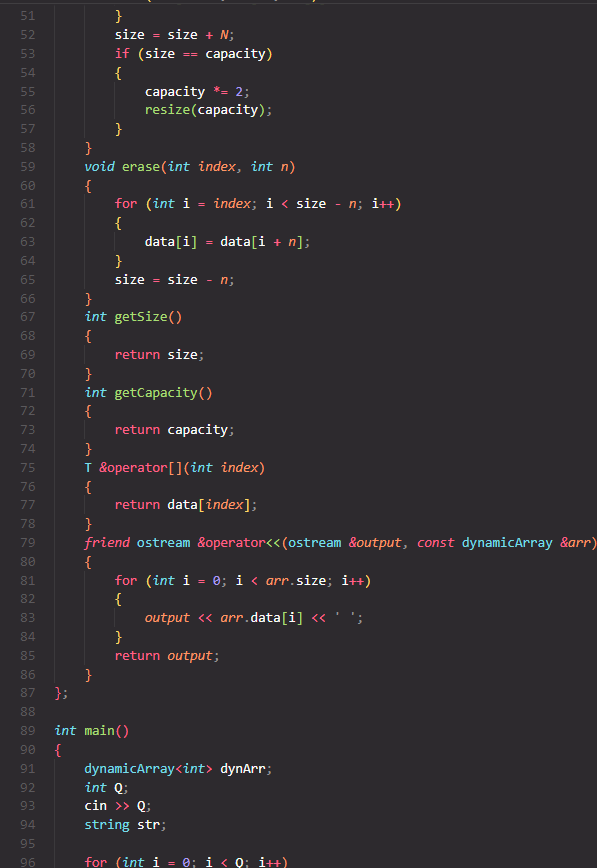 51 }
52 size = size + N;
53 if (size == capacity)
54 {
55 capacity *= 2;
56 resize(capacity);
57 }
58 }
59 void erase(int index, int n)
60 {
61 for (int i = index; i < size - n; i++)
62 {
63 data[i] = data[i + n];
64 }
65 size = size - n;
66 }
67 int getSize()
68 {
69 return size;
70 }
71 int getCapacity()
72 {
73 return capacity;
74 }
75 T &operator[](int index)
76 {
77 return data[index];
78 }
79 friend ostream &operator<<(ostream &output, const dynamicArray &arr)
80 {
81 for (int i = 0; i < arr.size; i++)
82 {
83 output << arr.data[i] << ' ';
84 }
85 return output;
86 }
87 };
88
89 int main()
90 {
91 dynamicArray<int> dynArr;
92 int Q;
93 cin >> Q;
94 string str;
95
96 for (int i = 0; i < Q; i++)